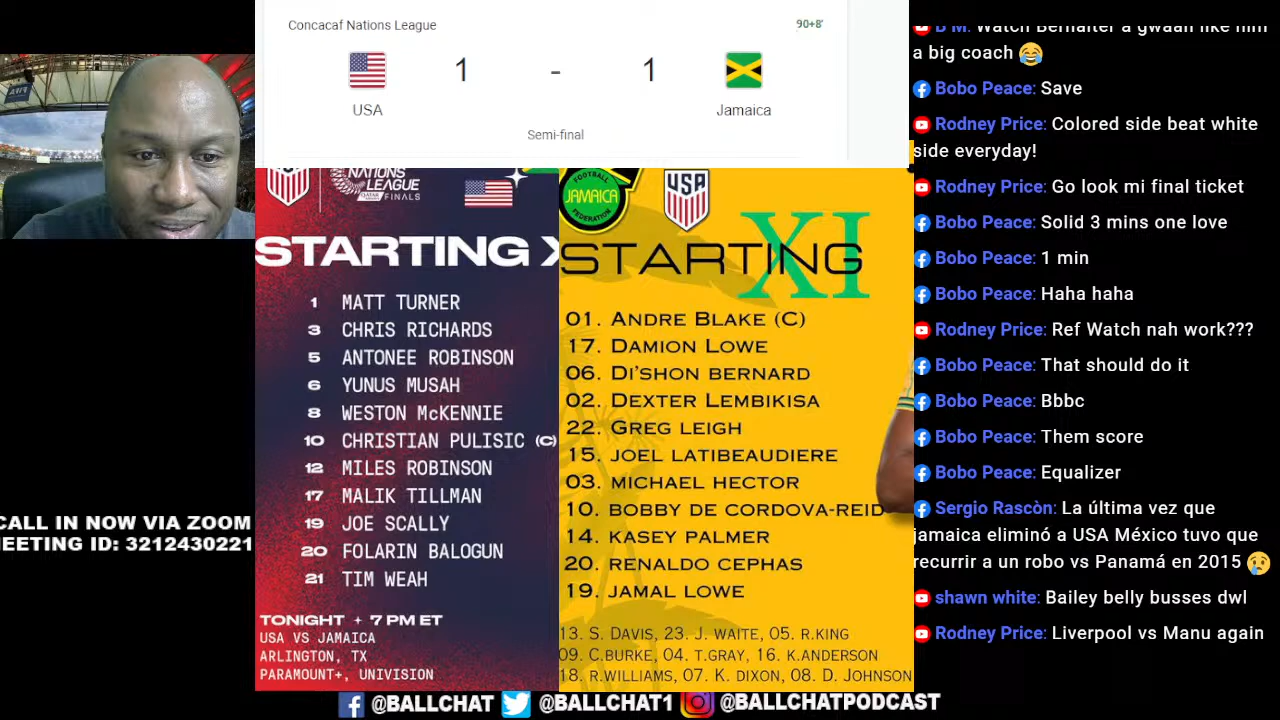 Concacaf Nations League
90+8'
1 - 1
USA
Jamaica
Semi-final
NATIONS
LEAGUE
FINALS
STARTING X
1 MATT TURNER
3 CHRIS RICHARDS
5 ANTONEE ROBINSON
6 YUNUS MUSAH
8 WESTON McKENNIE
10 CHRISTIAN PULISIC (C)
12 MILES ROBINSON
17 MALIK TILLMAN
19 JOE SCALLY
20 FOLARIN BALOGUN
21 TIM WEAH
TONIGHT + 7 PM ET
USA VS JAMAICA
ARLINGTON, TX
PARAMOUNT+, UNIVISION
FOOTBALL
JAMAICA
FEDERATION
USA
STARTING
XI
01. ANDRE BLAKE (C)
17. DAMION LOWE
06. DI'SHON BERNARD
02. DEXTER LEMBIKISA
22. GREG LEIGH
15. JOEL LATIBEAUDIERE
03. MICHAEL HECTOR
10. BOBBY DE CORDOVA-REID
14. KASEY PALMER
20. RENALDO CEPHAS
19. JAMAL LOWE
13. S. DAVIS, 23. J. WAITE, 05. R.KING
09. C.BURKE, 04. T.GRAY, 16. K.ANDERSON
18. R.WILLIAMS, 07. K. DIXON, 08. D. JOHNSON
B M: Watch Berhalter a gwaan like him
a big coach 😂
Bobo Peace: Save
Rodney Price: Colored side beat white
side everyday!
Rodney Price: Go look mi final ticket
Bobo Peace: Solid 3 mins one love
Bobo Peace: 1 min
Bobo Peace: Haha haha
Rodney Price: Ref Watch nah work???
Bobo Peace: That should do it
Bobo Peace: Bbbc
Bobo Peace: Them score
Bobo Peace: Equalizer
Sergio Rascòn: La última vez que
jamaica eliminó a USA México tuvo que
recurrir a un robo vs Panamá en 2015 😢
shawn white: Bailey belly busses dwl
Rodney Price: Liverpool vs Manu again
CALL IN NOW VIA ZOOM
MEETING ID: 3212430221
@BALLCHAT @BALLCHAT1 @BALLCHATPODCAST